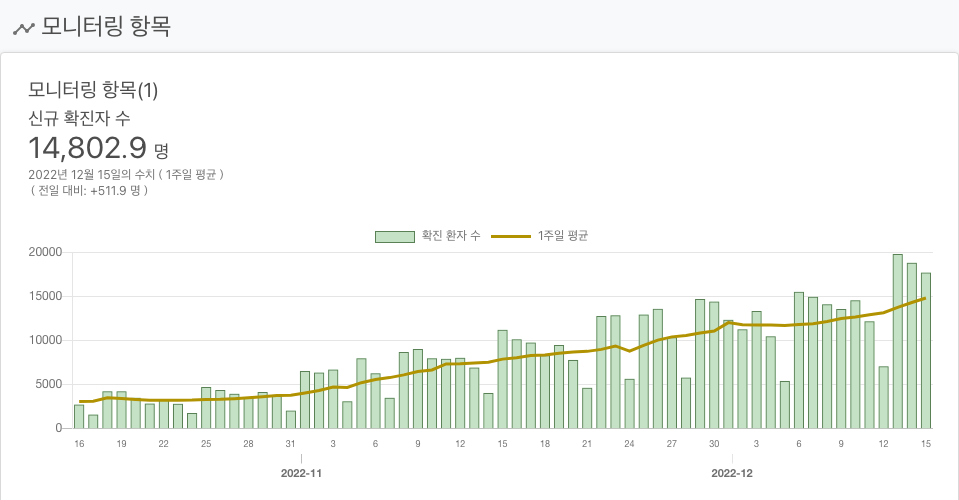 모니터링 항목
모니터링 항목(1)
신규 확진자 수
14,802.9 명
2022년 12월 15일의 수치 ( 1주일 평균 )
( 전일 대비: +511.9 명 )
확진 환자 수 1주일 평균
20000
15000
10000
5000
0
16 19 22 25 28 31 3 6 9 12 15 18 21 24 27 30 3 6 9 12 15
2022-11 2022-12